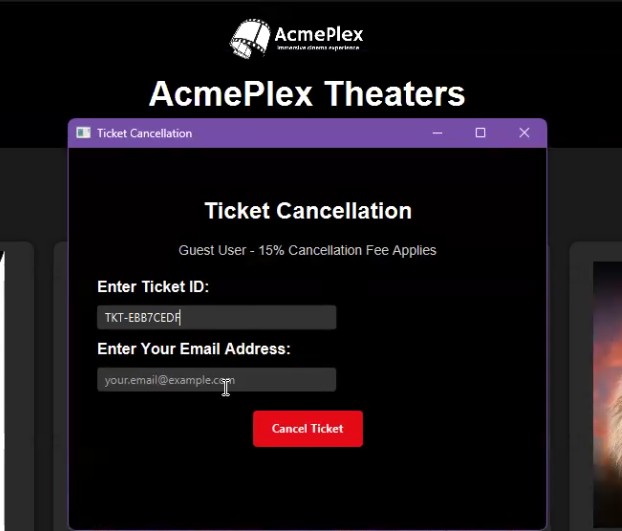 AcmePlex
Immersive cinema experience
AcmePlex Theaters
Ticket Cancellation
Ticket Cancellation
Guest User - 15% Cancellation Fee Applies
Enter Ticket ID:
TKT-EBB7CEDF
Enter Your Email Address:
your.email@example.com
Cancel Ticket